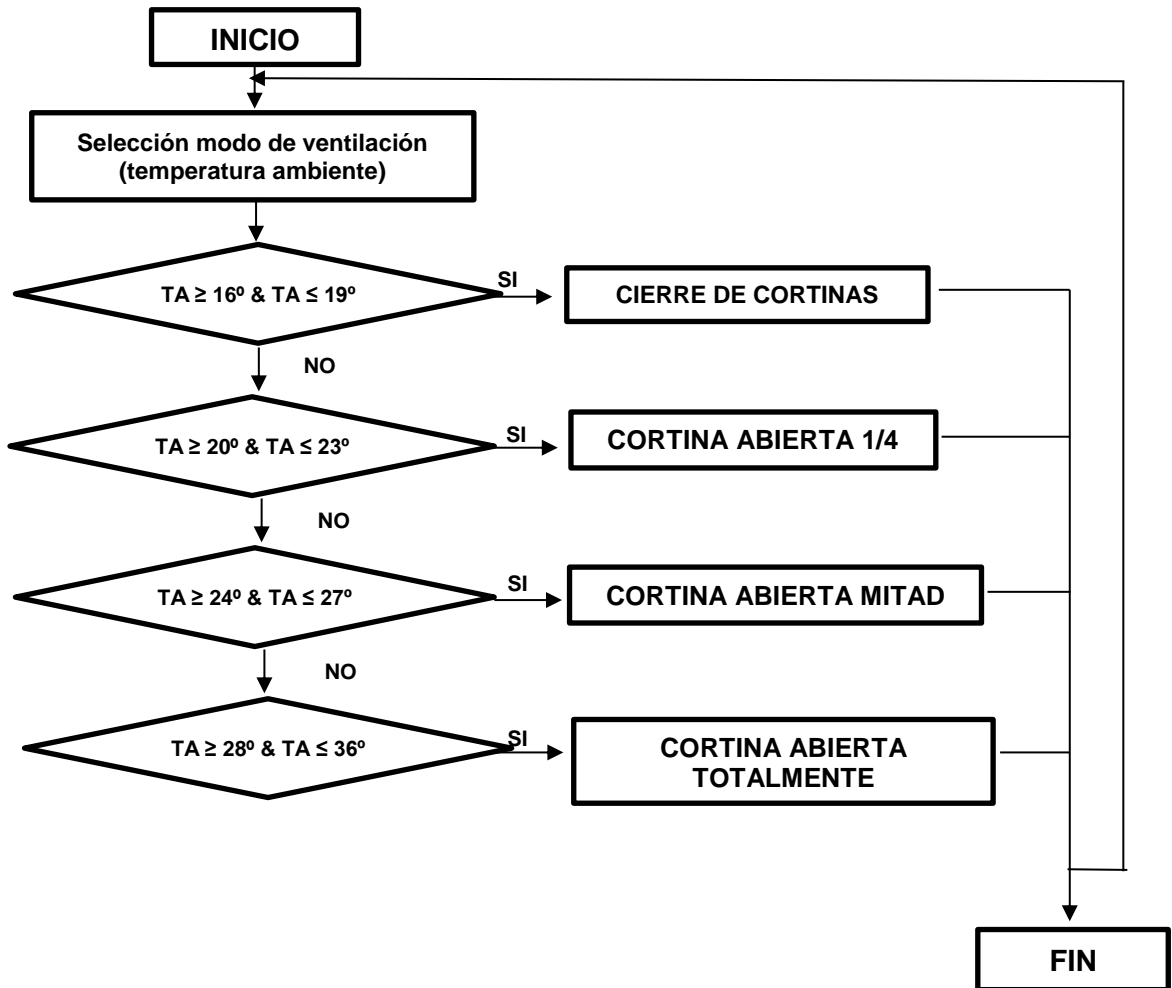 INICIO
Selección modo de ventilación
(temperatura ambiente)
TA ≥ 16º & TA ≤ 19º
SI
CIERRE DE CORTINAS
NO
TA ≥ 20º & TA ≤ 23º
SI
CORTINA ABIERTA 1/4
NO
TA ≥ 24º & TA ≤ 27º
SI
CORTINA ABIERTA MITAD
NO
TA ≥ 28º & TA ≤ 36º
SI
CORTINA ABIERTA
TOTALMENTE
FIN